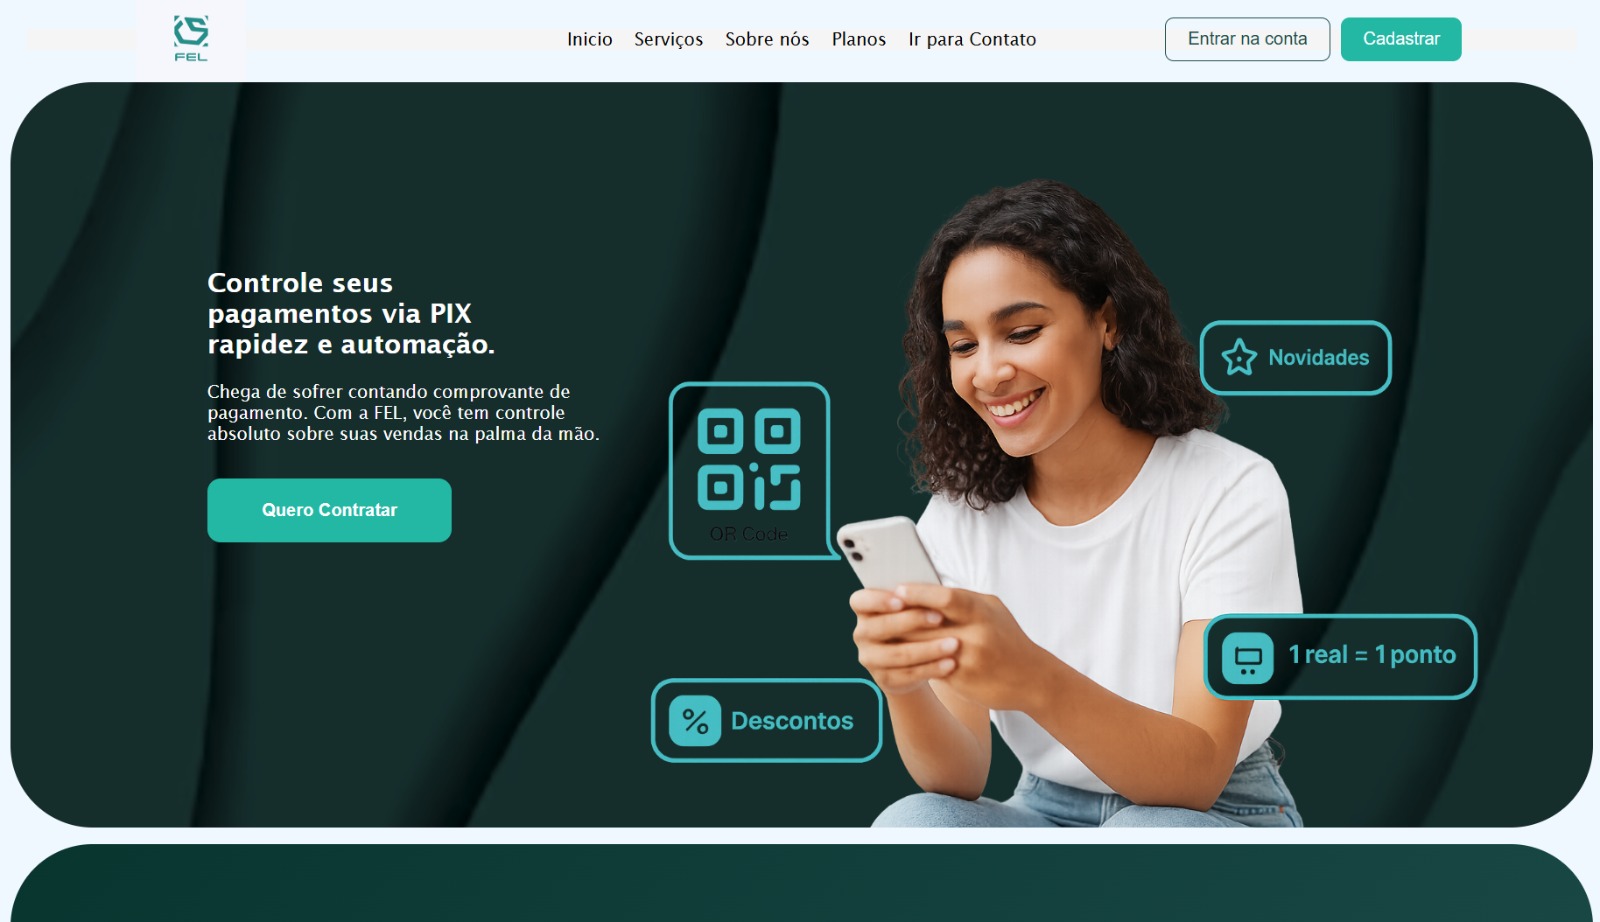 FEL
Inicio Serviços Sobre nós Planos Ir para Contato
Entrar na conta Cadastrar
Controle seus
pagamentos via PIX
rapidez e automação.
Chega de sofrer contando comprovante de
pagamento. Com a FEL, você tem controle
absoluto sobre suas vendas na palma da mão.
Quero Contratar
QR Code
Novidades
1 real = 1 ponto
% Descontos